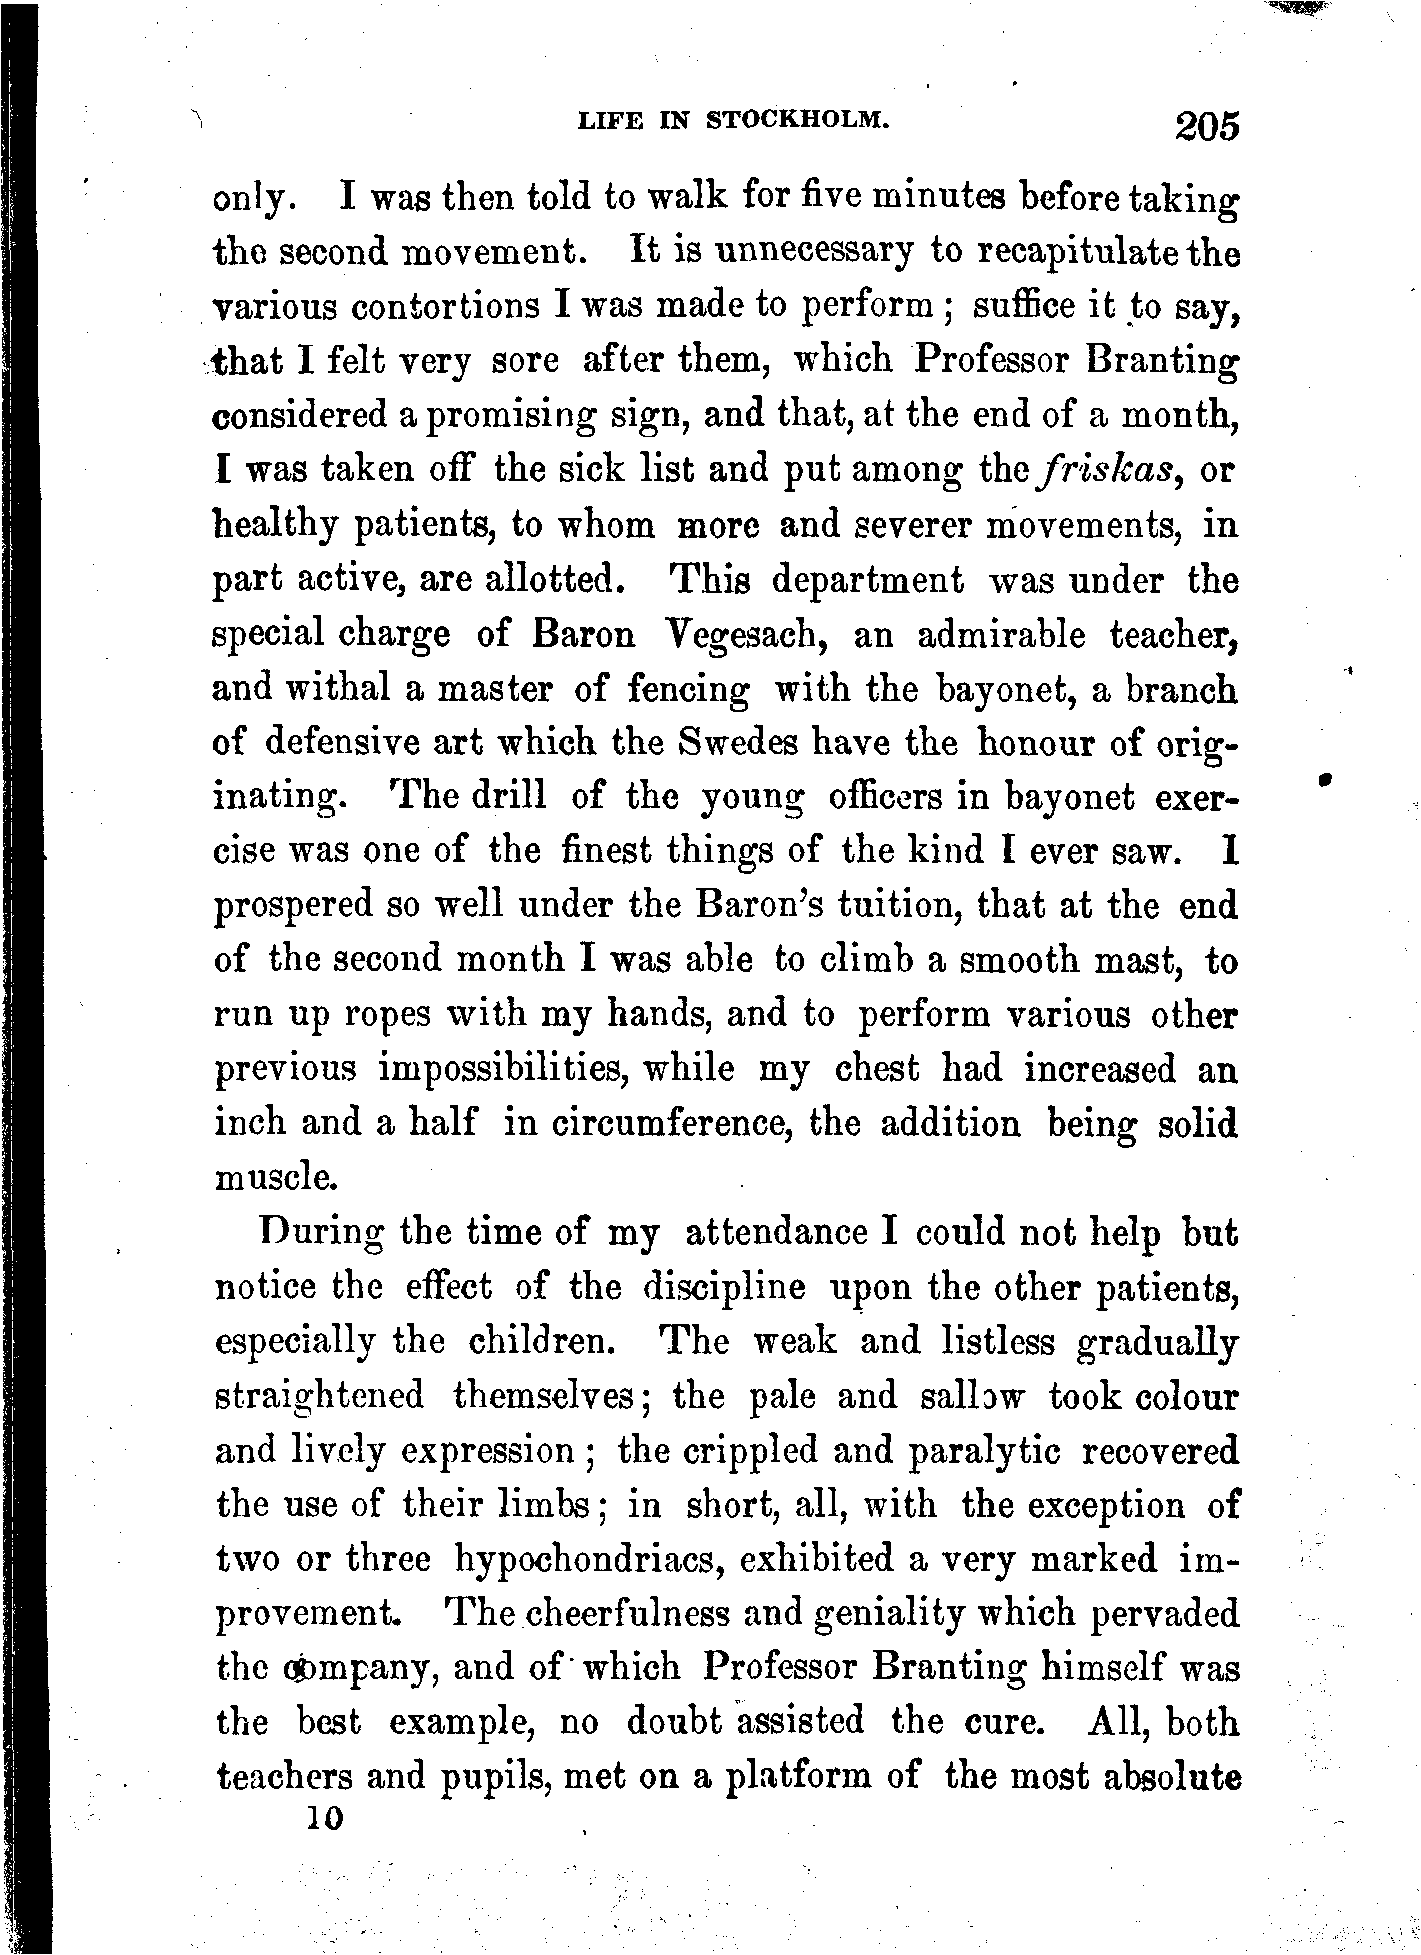 LIFE IN STOCKHOLM. 205
only. I was then told to walk for five minutes before taking
the second movement. It is unnecessary to recapitulate the
various contortions I was made to perform ; suffice it to say,
that I felt very sore after them, which Professor Branting
considered a promising sign, and that, at the end of a month,
I was taken off the sick list and put among the friskas, or
healthy patients, to whom more and severer movements, in
part active, are allotted. This department was under the
special charge of Baron Vegesach, an admirable teacher,
and withal a master of fencing with the bayonet, a branch
of defensive art which the Swedes have the honour of orig-
inating. The drill of the young officers in bayonet exer-
cise was one of the finest things of the kind I ever saw. I
prospered so well under the Baron's tuition, that at the end
of the second month I was able to climb a smooth mast, to
run up ropes with my hands, and to perform various other
previous impossibilities, while my chest had increased an
inch and a half in circumference, the addition being solid
muscle.
During the time of my attendance I could not help but
notice the effect of the discipline upon the other patients,
especially the children. The weak and listless gradually
straightened themselves ; the pale and sallow took colour
and lively expression ; the crippled and paralytic recovered
the use of their limbs ; in short, all, with the exception of
two or three hypochondriacs, exhibited a very marked im-
provement. The cheerfulness and geniality which pervaded
the company, and of which Professor Branting himself was
the best example, no doubt assisted the cure. All, both
teachers and pupils, met on a platform of the most absolute
10